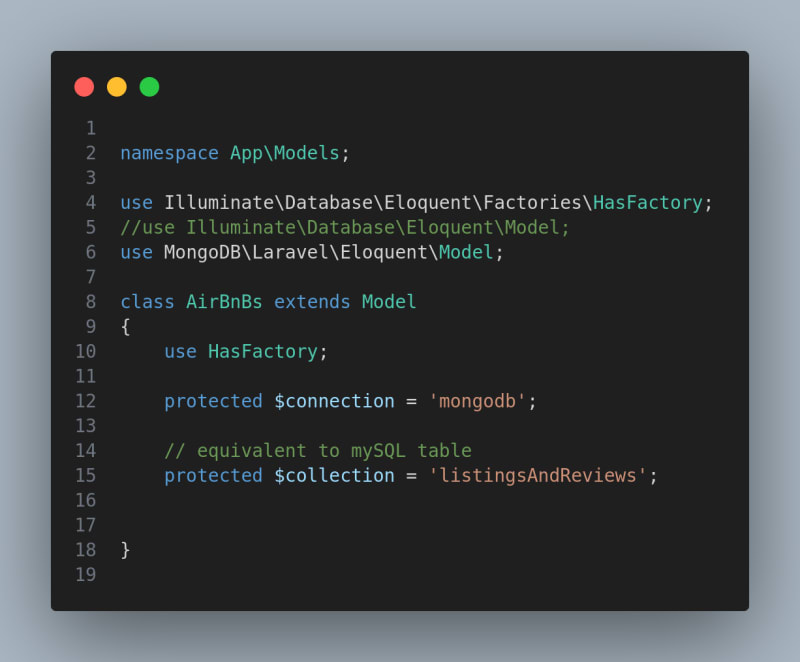 1
2 namespace App\Models;
3
4 use Illuminate\Database\Eloquent\Factories\HasFactory;
5 //use Illuminate\Database\Eloquent\Model;
6 use MongoDB\Laravel\Eloquent\Model;
7
8 class AirBnBs extends Model
9 {
10     use HasFactory;
11
12     protected $connection = 'mongodb';
13
14     // equivalent to mySQL table
15     protected $collection = 'listingsAndReviews';
16
17
18 }
19